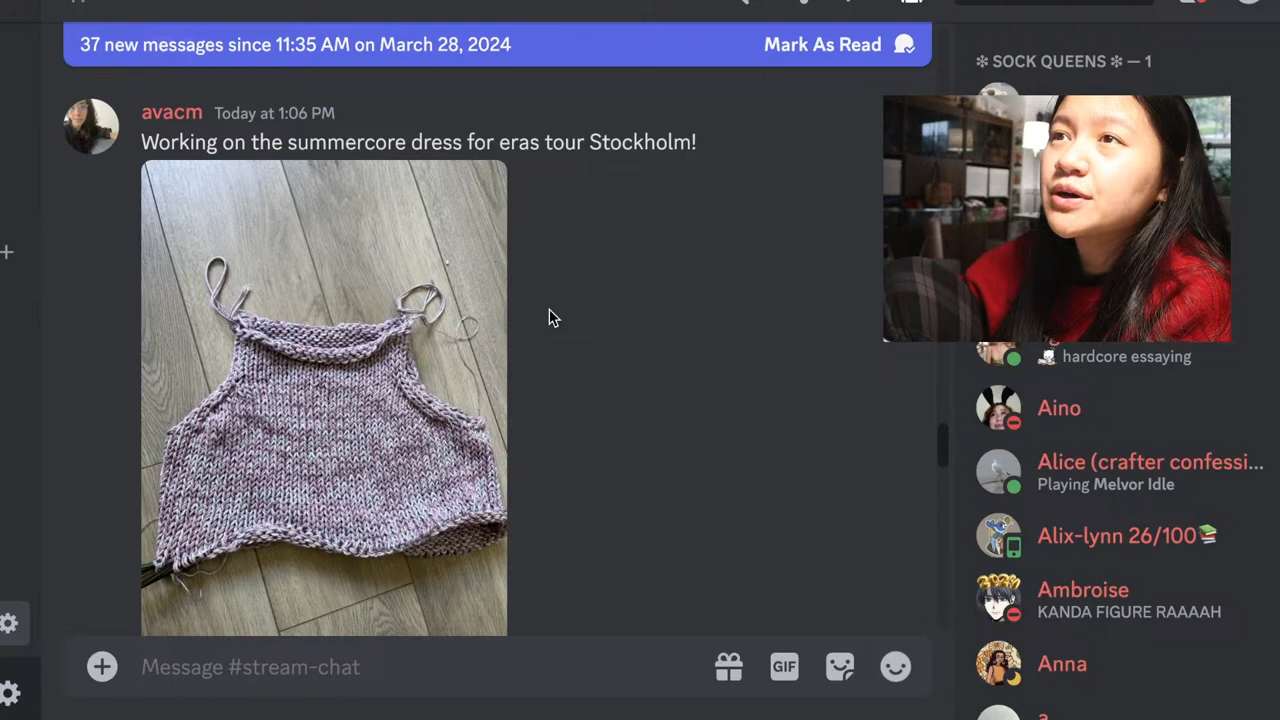 37 new messages since 11:35 AM on March 28, 2024
Mark As Read
avacm Today at 1:06 PM
Working on the summercore dress for eras tour Stockholm!
Message #stream-chat
GIF
❇ SOCK QUEENS ❇ — 1
hardcore essaying
Aino
Alice (crafter confessi...
Playing Melvor Idle
Alix-lynn 26/100📚
Ambroise
KANDA FIGURE RAAAAH
Anna